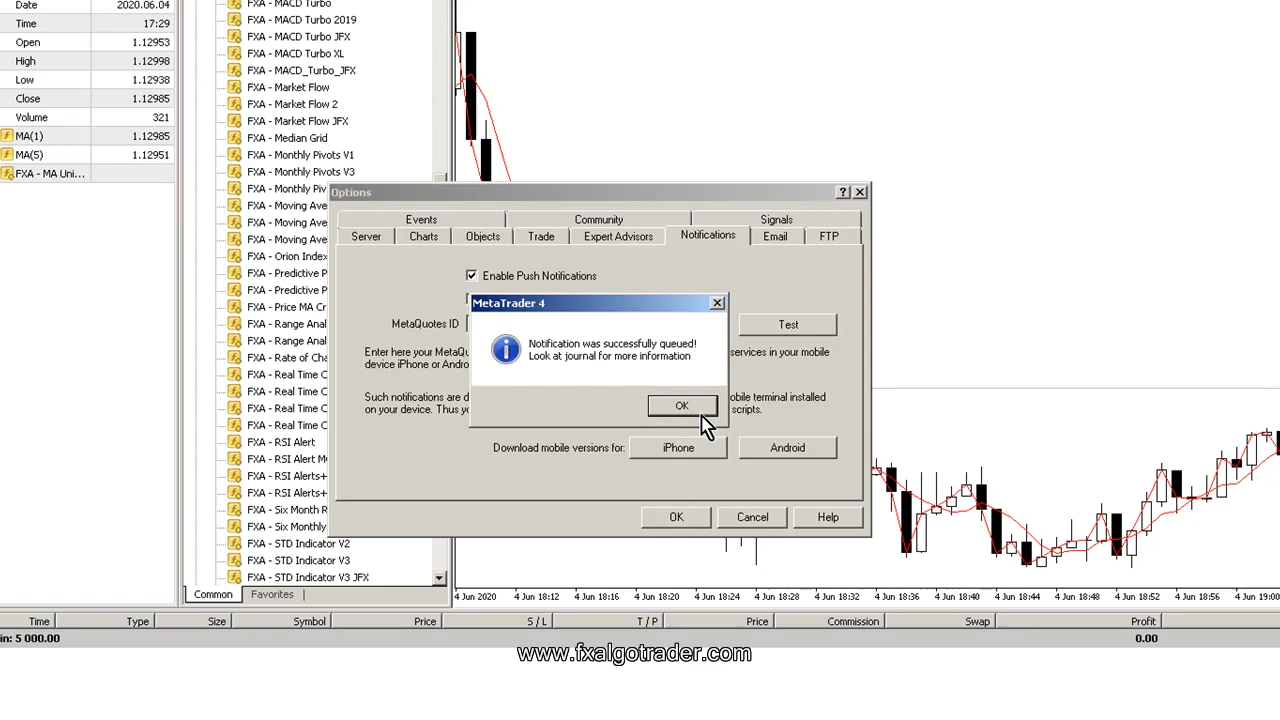 Date 2020.06.04
Time 17:29
Open 1.12953
High 1.12998
Low 1.12938
Close 1.12985
Volume 321
MA(1) 1.12985
MA(5) 1.12951
FXA - MA Uni...
FXA - MACD Turbo
FXA - MACD Turbo 2019
FXA - MACD Turbo JFX
FXA - MACD Turbo XL
FXA - MACD_Turbo_JFX
FXA - Market Flow
FXA - Market Flow 2
FXA - Market Flow JFX
FXA - Median Grid
FXA - Monthly Pivots V1
FXA - Monthly Pivots V3
FXA - Monthly Piv
FXA - Moving Ave
FXA - Moving Ave
FXA - Moving Ave
FXA - Orion Index
FXA - Predictive P
FXA - Predictive P
FXA - Price MA Cr
FXA - Range Anal
FXA - Range Anal
FXA - Rate of Cha
FXA - Real Time C
FXA - Real Time C
FXA - Real Time C
FXA - Real Time C
FXA - RSI Alert
FXA - RSI Alert M
FXA - RSI Alerts+
FXA - RSI Alerts+
FXA - Six Month R
FXA - Six Monthly
FXA - STD Indicator V2
FXA - STD Indicator V3
FXA - STD Indicator V3 JFX
Common Favorites
Options
Events Community Signals
Server Charts Objects Trade Expert Advisors Notifications Email FTP
Enable Push Notifications
MetaQuotes ID
Test
Enter here your MetaQu services in your mobile
device iPhone or Andro
Such notifications are d obile terminal installed
on your device. Thus yo scripts.
MetaTrader 4
Notification was successfully queued!
Look at journal for more information
OK
Download mobile versions for: iPhone Android
OK Cancel Help
4 Jun 2020 4 Jun 18:12 4 Jun 18:16 4 Jun 18:20 4 Jun 18:24 4 Jun 18:28 4 Jun 18:32 4 Jun 18:36 4 Jun 18:40 4 Jun 18:44 4 Jun 18:48 4 Jun 18:52 4 Jun 18:56 4 Jun 19:00
Time Type Size Symbol Price S / L T / P Price Commission Swap Profit
in: 5 000.00 0.00
www.fxalgotrader.com